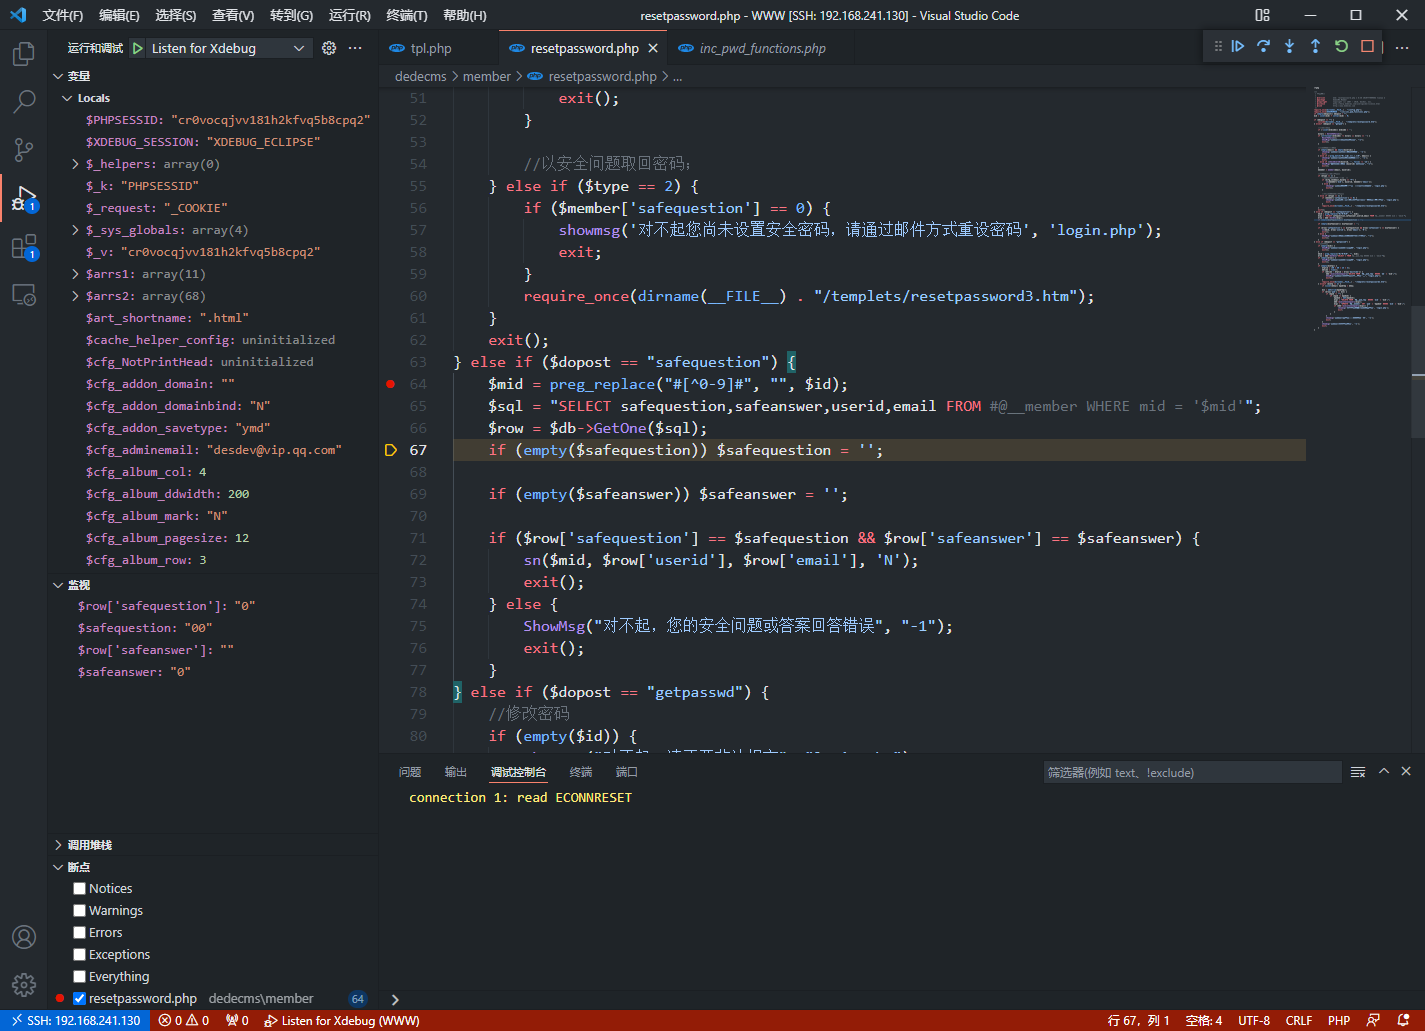 文件(F) 编辑(E) 选择(S) 查看(V) 转到(G) 运行(R) 终端(T) 帮助(H) resetpassword.php - WWW [SSH: 192.168.241.130] - Visual Studio Code
运行和调试 Listen for Xdebug
tpl.php resetpassword.php inc_pwd_functions.php
dedecms > member > resetpassword.php > ...
变量
Locals
$PHPSESSID: "cr0vocqjvv181h2kfvq5b8cpq2"
$XDEBUG_SESSION: "XDEBUG_ECLIPSE"
$_helpers: array(0)
$_k: "PHPSESSID"
$_request: "_COOKIE"
$_sys_globals: array(4)
$_v: "cr0vocqjvv181h2kfvq5b8cpq2"
$arrs1: array(11)
$arrs2: array(68)
$art_shortname: ".html"
$cache_helper_config: uninitialized
$cfg_NotPrintHead: uninitialized
$cfg_addon_domain: ""
$cfg_addon_domainbind: "N"
$cfg_addon_savetype: "ymd"
$cfg_adminemail: "desdev@vip.qq.com"
$cfg_album_col: 4
$cfg_album_ddwidth: 200
$cfg_album_mark: "N"
$cfg_album_pagesize: 12
$cfg_album_row: 3
监视
$row['safequestion']: "0"
$safequestion: "00"
$row['safeanswer']: ""
$safeanswer: "0"
调用堆栈
断点
Notices
Warnings
Errors
Exceptions
Everything
resetpassword.php dedecms\member 64
1
1
51 exit();
52 }
53
54 //以安全问题取回密码;
55 } else if ($type == 2) {
56 if ($member['safequestion'] == 0) {
57 showmsg('对不起您尚未设置安全密码，请通过邮件方式重设密码', 'login.php');
58 exit;
59 }
60 require_once(dirname(__FILE__) . "/templets/resetpassword3.htm");
61 }
62 exit();
63 } else if ($dopost == "safequestion") {
64 $mid = preg_replace("#[^0-9]#", "", $id);
65 $sql = "SELECT safequestion,safeanswer,userid,email FROM #@__member WHERE mid = '$mid'";
66 $row = $db->GetOne($sql);
67 if (empty($safequestion)) $safequestion = '';
68
69 if (empty($safeanswer)) $safeanswer = '';
70
71 if ($row['safequestion'] == $safequestion && $row['safeanswer'] == $safeanswer) {
72 sn($mid, $row['userid'], $row['email'], 'N');
73 exit();
74 } else {
75 ShowMsg("对不起，您的安全问题或答案回答错误", "-1");
76 exit();
77 }
78 } else if ($dopost == "getpasswd") {
79 //修改密码
80 if (empty($id)) {
问题 输出 调试控制台 终端 端口 筛选器(例如 text、!exclude)
connection 1: read ECONNRESET
SSH: 192.168.241.130 0 0 0 Listen for Xdebug (WWW) 行 67，列 1 空格: 4 UTF-8 CRLF PHP